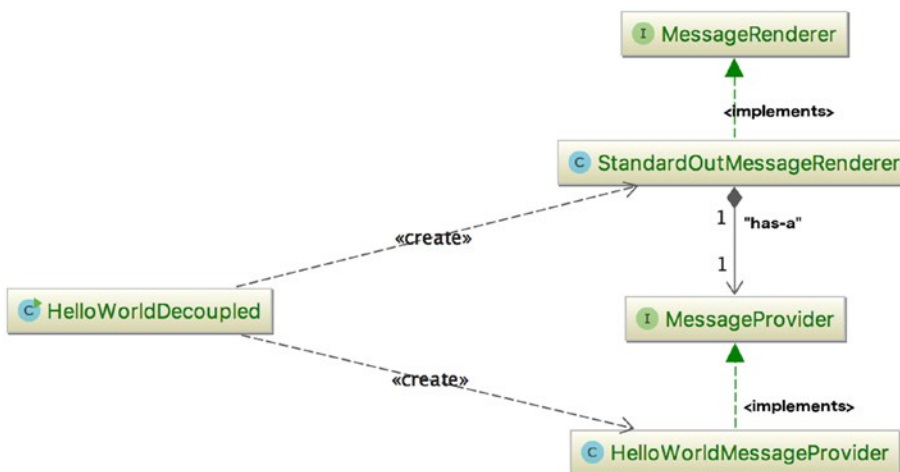 I MessageRenderer
<implements>
C StandardOutMessageRenderer
1 "has-a"
«create»
1
C HelloWorldDecoupled
I MessageProvider
«create»
<implements>
C HelloWorldMessageProvider